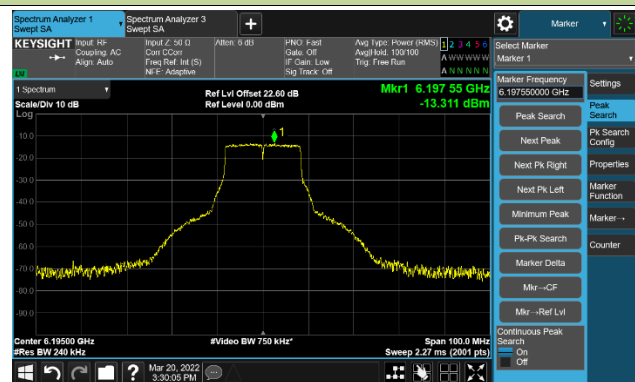 Spectrum Analyzer 1
Swept SA
Spectrum Analyzer 3
Swept SA
+
Marker
KEYSIGHT
Input: RF
Coupling: AC
Align: Auto
Input Z: 50 Ω
Corr CCorr
Freq Ref: Int (S)
NFE: Adaptive
Atten: 6 dB
PNO: Fast
Gate: Off
IF Gain: Low
Sig Track: Off
Avg Type: Power (RMS)
Avg|Hold: 100/100
Trig: Free Run
1 2 3 4 5 6
A W W W W W
A N N N N N
LXI
Select Marker
Marker 1
1 Spectrum
Scale/Div 10 dB
Log
Ref Lvl Offset 22.60 dB
Ref Level 0.00 dBm
Mkr1 6.197 55 GHz
-13.311 dBm
1
-10.0
-20.0
-30.0
-40.0
-50.0
-60.0
-70.0
-80.0
-90.0
Center 6.19500 GHz
#Res BW 240 kHz
#Video BW 750 kHz*
Span 100.0 MHz
Sweep 2.27 ms (2001 pts)
Marker Frequency
6.197550000 GHz
Peak Search
Next Peak
Next Pk Right
Next Pk Left
Minimum Peak
Pk-Pk Search
Marker Delta
Mkr→CF
Mkr→Ref Lvl
Continuous Peak
Search
On
Off
Settings
Peak
Search
Pk Search
Config
Properties
Marker
Function
Marker→
Counter
?
Mar 20, 2022
3:30:05 PM